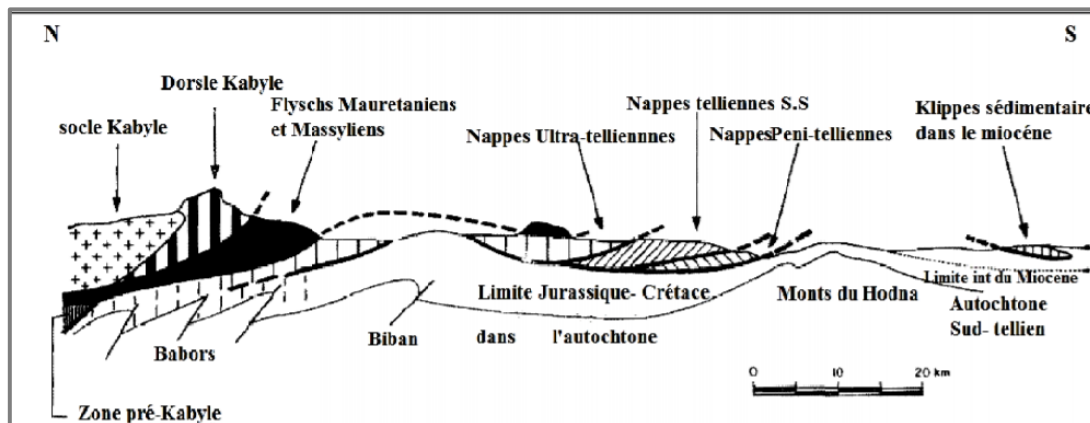 N
S
Dorsle Kabyle
Flyschs Mauretaniens
et Massyliens
socle Kabyle
Nappes Ultra-telliennnes
Nappes telliennes S.S
NappesPeni-telliennes
Klippes sédimentaire
dans le miocéne
Limite Jurassique- Crétace
Monts du Hodna
Limite int du Miocene
Autochtone
Sud- tellien
Babors
Biban
dans
l'autochtone
0
10
20 km
Zone pré-Kabyle